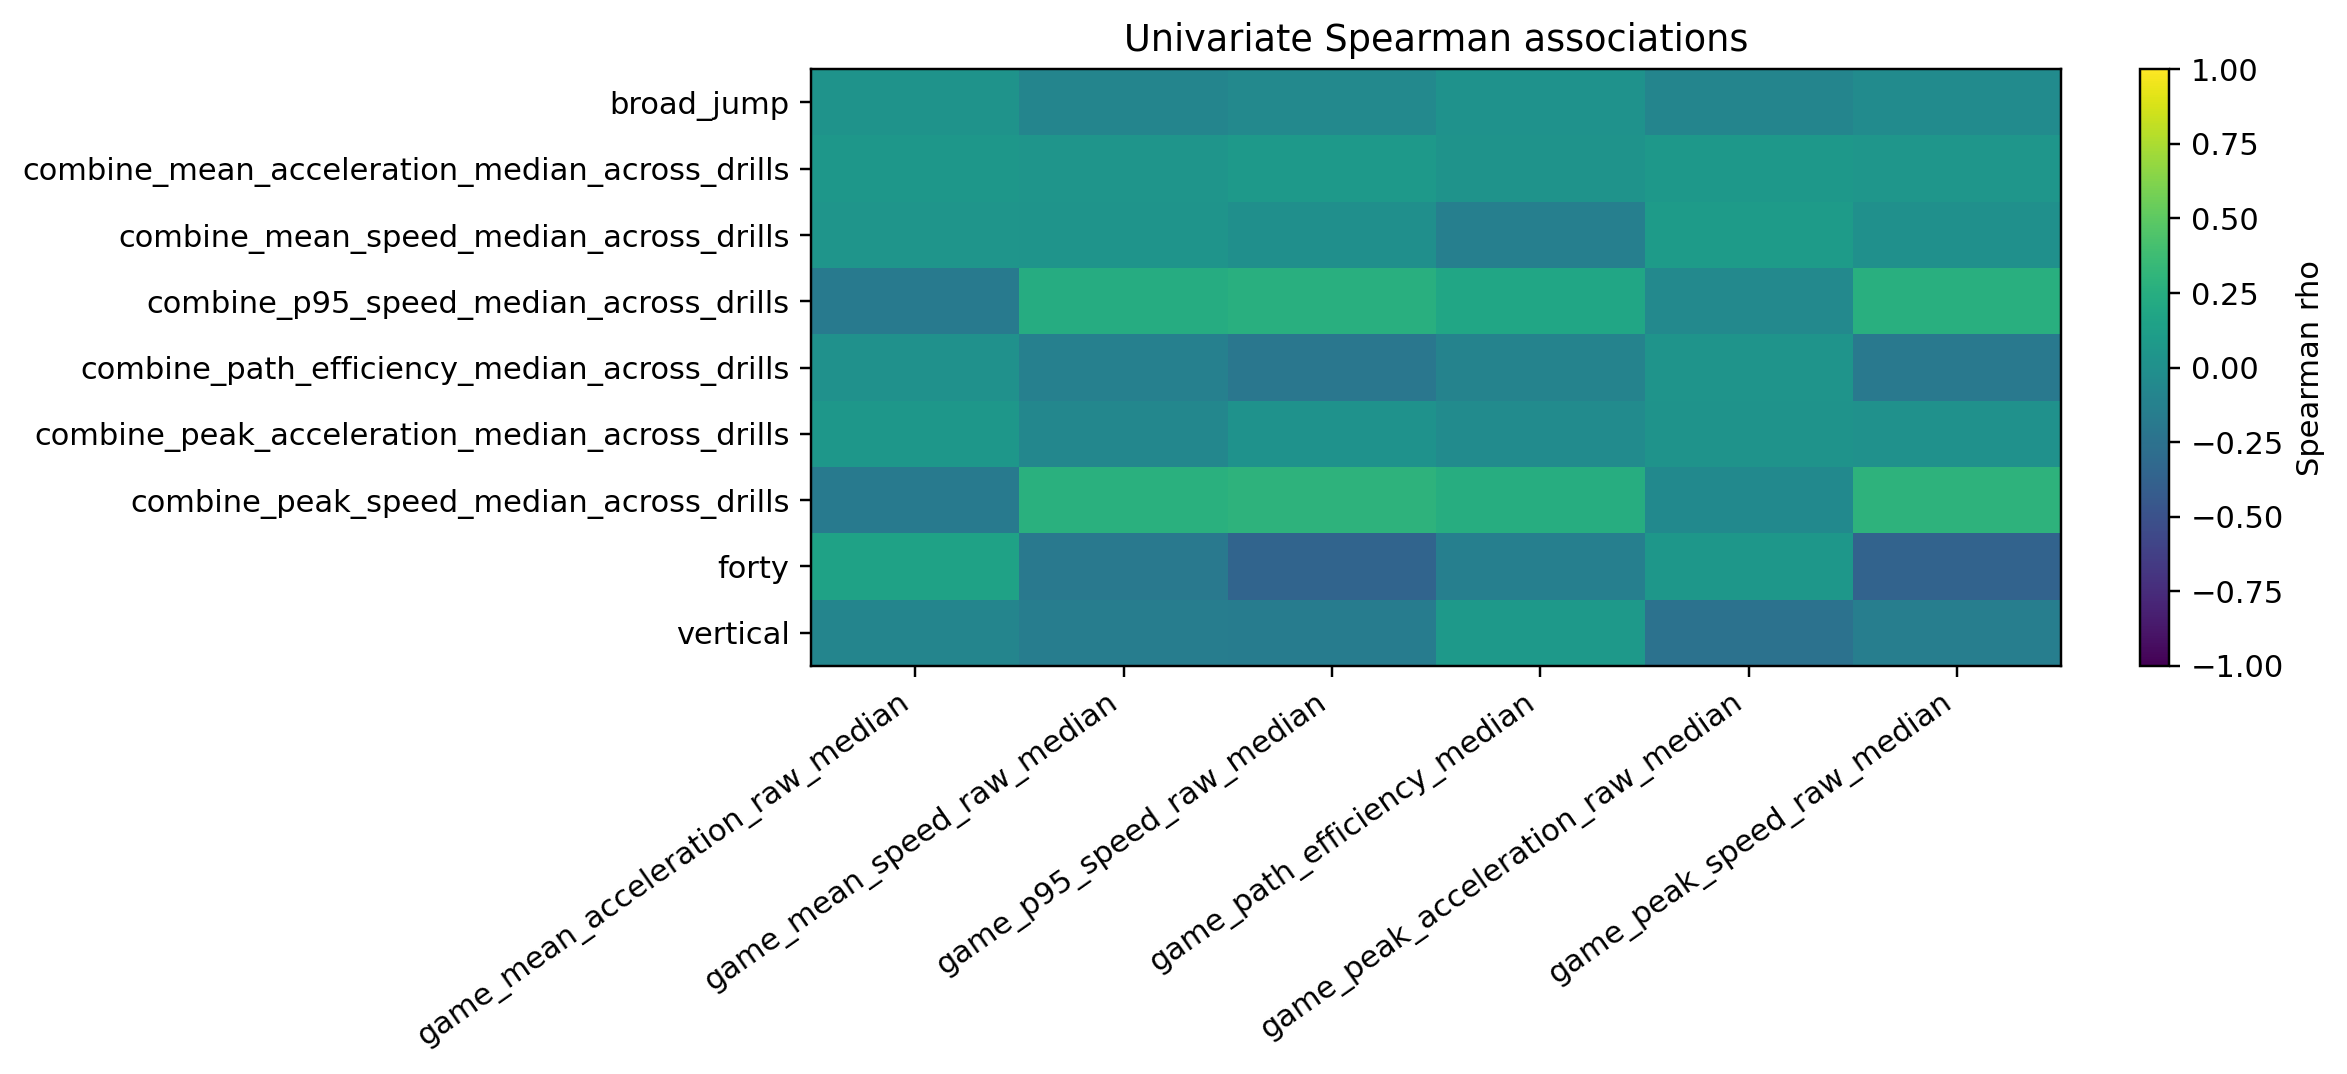 Univariate Spearman associations
broad_jump
combine_mean_acceleration_median_across_drills
combine_mean_speed_median_across_drills
combine_p95_speed_median_across_drills
combine_path_efficiency_median_across_drills
combine_peak_acceleration_median_across_drills
combine_peak_speed_median_across_drills
forty
vertical
game_mean_acceleration_raw_median
game_mean_speed_raw_median
game_p95_speed_raw_median
game_path_efficiency_median
game_peak_acceleration_raw_median
game_peak_speed_raw_median
1.00
0.75
0.50
0.25
0.00
−0.25
−0.50
−0.75
−1.00
Spearman rho